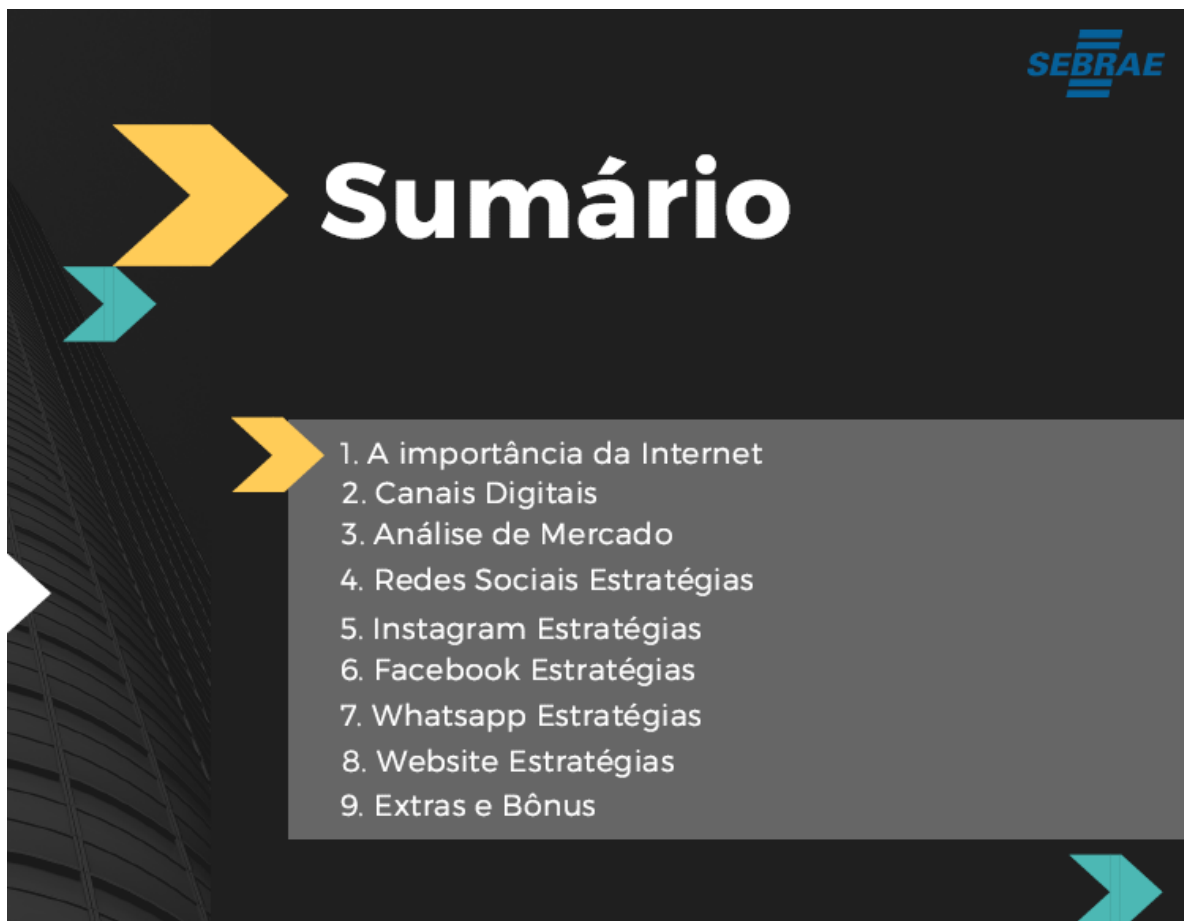 SEBRAE
Sumário
1. A importância da Internet
2. Canais Digitais
3. Análise de Mercado
4. Redes Sociais Estratégias
5. Instagram Estratégias
6. Facebook Estratégias
7. Whatsapp Estratégias
8. Website Estratégias
9. Extras e Bônus